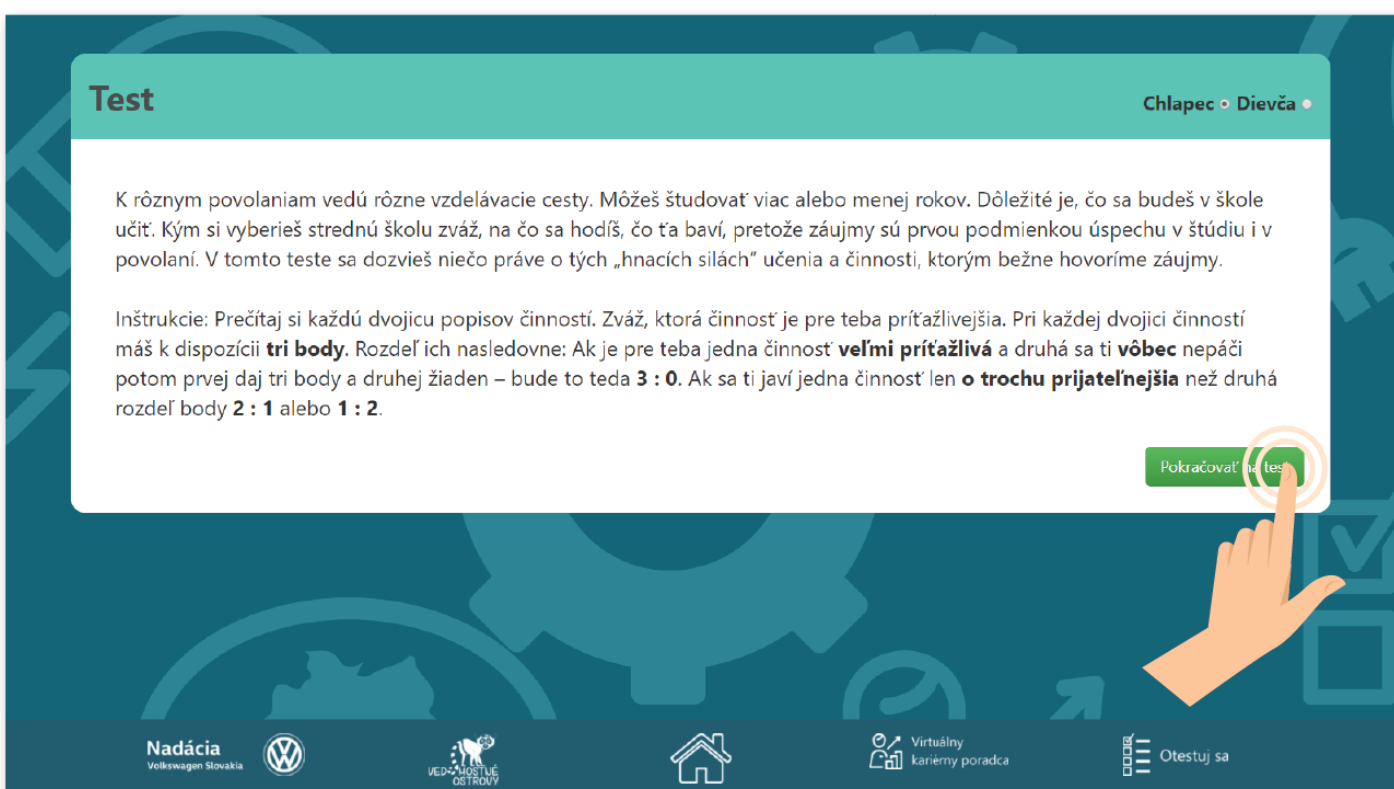 Test
Chlapec Dievča
K rôznym povolaniam vedú rôzne vzdelávacie cesty. Môžeš študovať viac alebo menej rokov. Dôležité je, čo sa budeš v škole
učiť. Kým si vyberieš strednú školu zváž, na čo sa hodíš, čo ťa baví, pretože záujmy sú prvou podmienkou úspechu v štúdiu i v
povolaní. V tomto teste sa dozvieš niečo práve o tých „hnacích silách" učenia a činnosti, ktorým bežne hovoríme záujmy.
Inštrukcie: Prečítaj si každú dvojicu popisov činností. Zváž, ktorá činnosť je pre teba príťažlivejšia. Pri každej dvojici činností
máš k dispozícii tri body. Rozdeľ ich nasledovne: Ak je pre teba jedna činnosť veľmi príťažlivá a druhá sa ti vôbec nepáči
potom prvej daj tri body a druhej žiaden – bude to teda 3 : 0. Ak sa ti javí jedna činnosť len o trochu prijateľnejšia než druhá
rozdeľ body 2 : 1 alebo 1 : 2.
Pokračovať na test
Nadácia
Volkswagen Slovakia
OSTROVY
Virtuálny
kariérny poradca
Otestuj sa